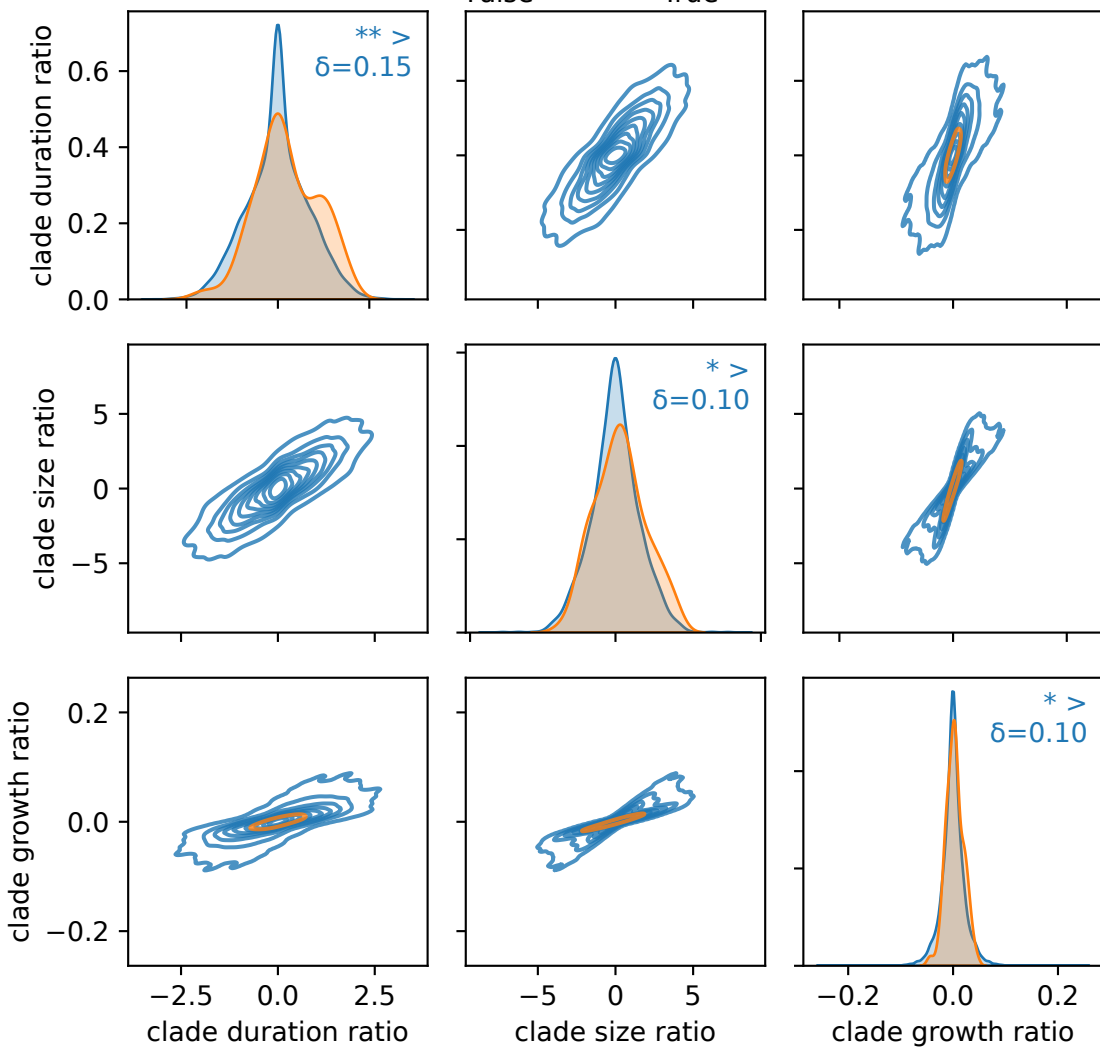 raise True
clade duration ratio
0.6
0.4
0.2
0.0
** >
δ=0.15
clade size ratio
5
0
−5
* >
δ=0.10
clade growth ratio
0.2
0.0
−0.2
* >
δ=0.10
−2.5 0.0 2.5
−5 0 5
−0.2 0.0 0.2
clade duration ratio
clade size ratio
clade growth ratio